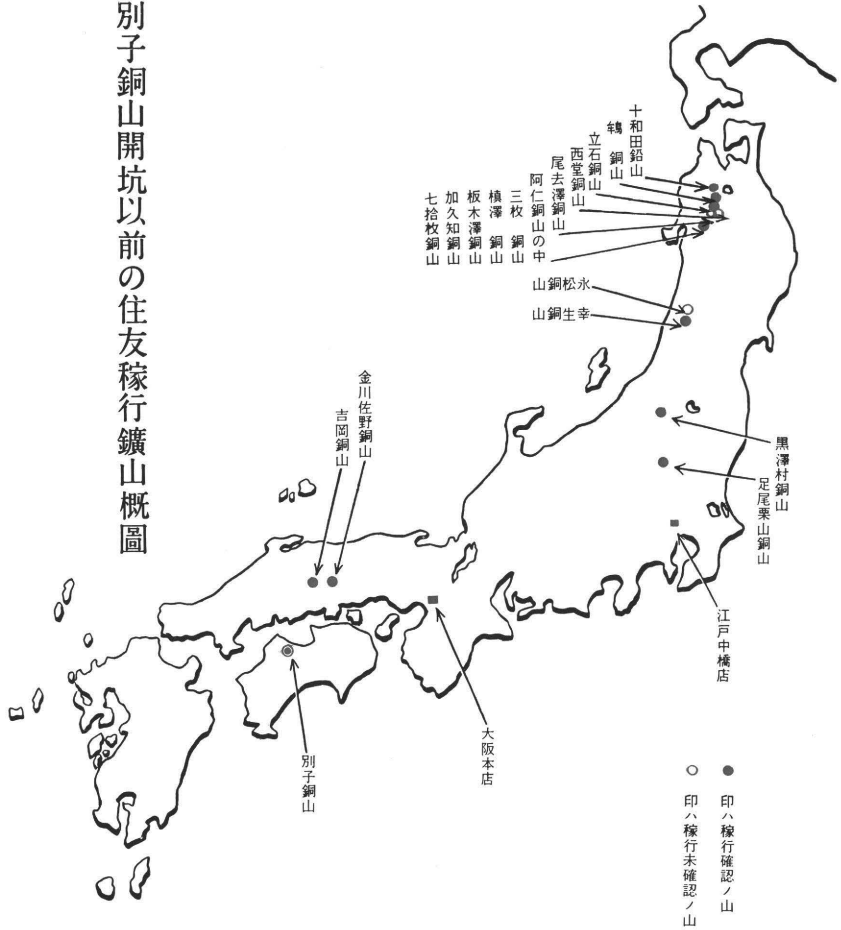 別子銅山開坑以前の住友稼行鑛山概圖
十和田鉛山
鵇銅山
立石銅山
西堂銅山
尾去澤銅山
阿仁銅山の中
三枚銅山
槙澤銅山
板木澤銅山
加久知銅山
七拾枚銅山
山銅松永
山銅生幸
黒澤村銅山
足尾栗山銅山
江戸中橋店
金川佐野銅山
吉岡銅山
大阪本店
別子銅山
● 印ハ稼行確認ノ山
○ 印ハ稼行未確認ノ山